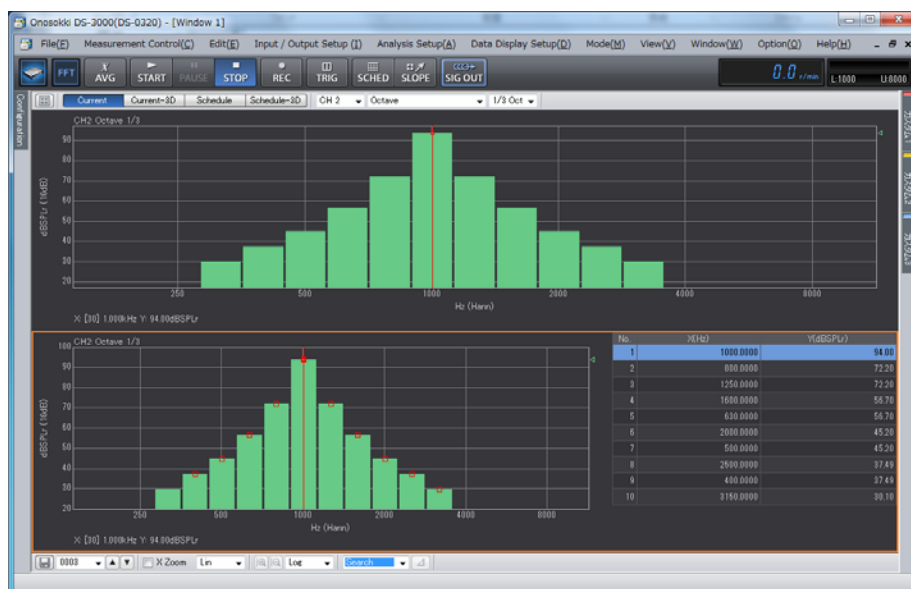 Onosokki DS-3000(DS-0320) - [Window 1]
File(F) Measurement Control(C) Edit(E) Input / Output Setup (I) Analysis Setup(A) Data Display Setup(D) Mode(M) View(V) Window(W) Option(O) Help(H)
FFT AVG START PAUSE STOP REC TRIG SCHED SLOPE SIG OUT 0.0 r/min L:1000 U:8000
Configuration
Current Current-3D Schedule Schedule-3D CH 2 Octave 1/3 Oct
CH2: Octave 1/3
90
80
70
60
50
40
30
20
dBSPLr (16dB)
250 500 1000 2000 4000 8000
Hz (Hann)
X: [30] 1.000kHz Y: 94.00dBSPLr
CH2: Octave 1/3
100
90
80
70
60
50
40
30
20
dBSPLr (16dB)
250 500 1000 2000 4000 8000
Hz (Hann)
X: [30] 1.000kHz Y: 94.00dBSPLr
No. X(Hz) Y(dBSPLr)
1 1000.0000 94.00
2 800.0000 72.20
3 1250.0000 72.20
4 1600.0000 56.70
5 630.0000 56.70
6 2000.0000 45.20
7 500.0000 45.20
8 2500.0000 37.49
9 400.0000 37.49
10 3150.0000 30.10
0003 X Zoom Lin Log Search